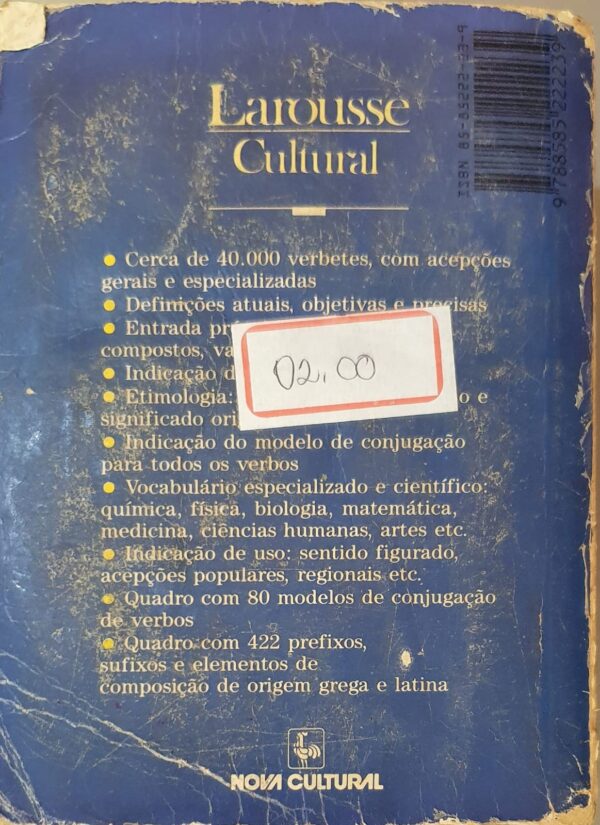 Larousse
Cultural
9788585222239
• Cerca de 40.000 verbetes, com acepções
gerais e especializadas
• Definições atuais, objetivas e precisas
• Entrada pr
compostos, va
• Indicação d
02.00
• Etimologia: o e
significado ori
• Indicação do modelo de conjugação
para todos os verbos
• Vocabulário especializado e científico:
química, física, biologia, matemática,
medicina, ciências humanas, artes etc.
• Indicação de uso: sentido figurado,
acepções populares, regionais etc.
• Quadro com 80 modelos de conjugação
de verbos
• Quadro com 422 prefixos,
sufixos e elementos de
composição de origem grega e latina
NOVA CULTURAL